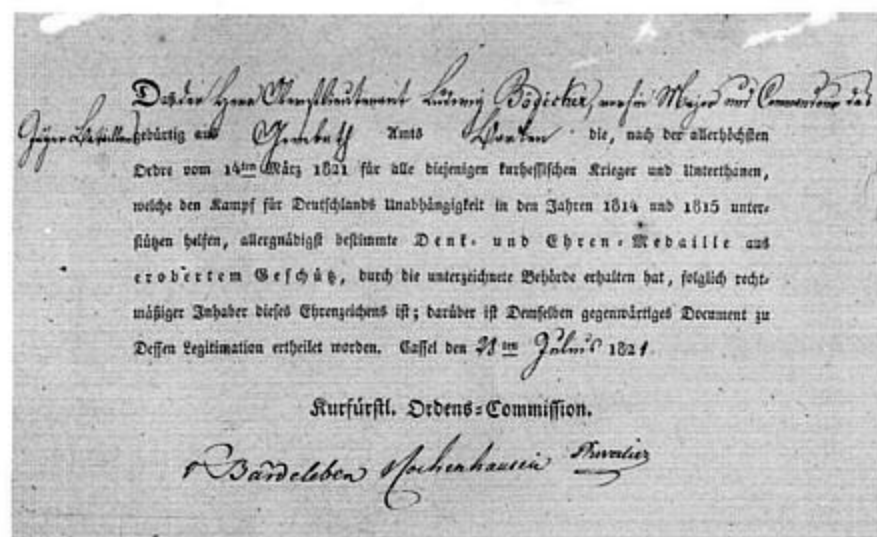 Daß der Herr Oberstlieutenant Ludwig Bödicker, vorhin Major und Commandeur des
Jäger Bataillons gebürtig aus Amts die, nach der allerhöchsten
Ordre vom 14ten März 1821 für alle diejenigen kurhessischen Krieger und Unterthanen,
welche den Kampf für Deutschlands Unabhängigkeit in den Jahren 1814 und 1815 unter-
stützen helfen, allergnädigst bestimmte Denk- und Ehren-Medaille aus
erobertem Geschütz, durch die unterzeichnete Behörde erhalten hat, folglich recht-
mäßiger Inhaber dieses Ehrenzeichens ist; darüber ist Demselben gegenwärtiges Document zu
Dessen Legitimation ertheilet worden. Cassel den 28ten Julius 1821.
Kurfürstl. Ordens-Commission.
v Bardeleben v Kochenhausen